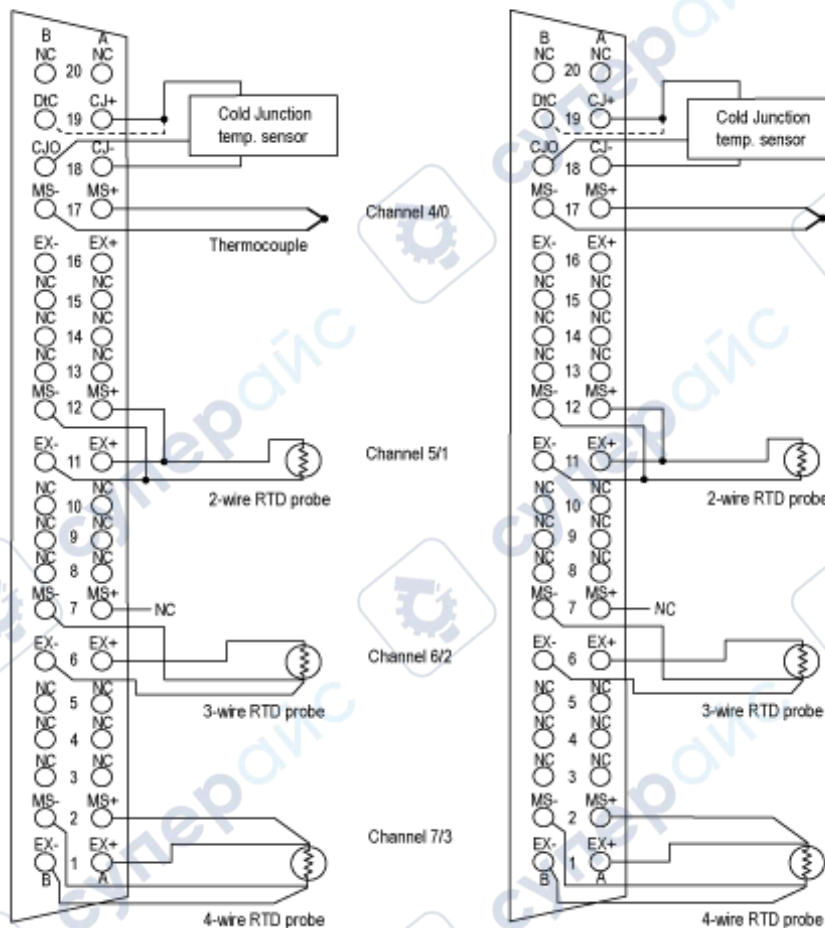 B A
NC NC
20
DtC CJ+
19
Cold Junction
temp. sensor
CJO CJ-
18
MS- MS+
17
Channel 4/0
Thermocouple
EX- EX+
16
NC NC
15
NC NC
14
NC NC
13
MS- MS+
12
EX- EX+
11
Channel 5/1
2-wire RTD probe
NC NC
10
NC NC
9
NC NC
8
MS- MS+
7 NC
EX- EX+
6
Channel 6/2
3-wire RTD probe
NC NC
5
NC NC
4
NC NC
3
MS- MS+
2
Channel 7/3
EX- EX+
1
B A
4-wire RTD probe
B A
NC NC
20
DtC CJ+
19
Cold Junction
temp. sensor
CJO CJ-
18
MS- MS+
17
EX- EX+
16
NC NC
15
NC NC
14
NC NC
13
MS- MS+
12
EX- EX+
11
2-wire RTD probe
NC NC
10
NC NC
9
NC NC
8
MS- MS+
7 NC
EX- EX+
6
3-wire RTD probe
NC NC
5
NC NC
4
NC NC
3
MS- MS+
2
EX- EX+
1
B A
4-wire RTD probe
суперайс
суперайс
суперайс
суперайс